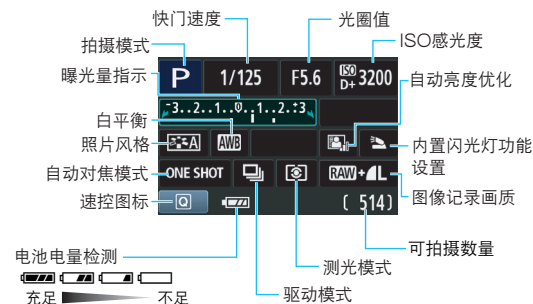 快门速度
光圈值
拍摄模式
ISO感光度
P 1/125 F5.6 ISO D+ 3200
曝光量指示
自动亮度优化
-3..2..1..0..1..2.:3
白平衡
照片风格
A AWB
内置闪光灯功能
设置
自动对焦模式
ONE SHOT RAW+L
图像记录画质
速控图标
Q ( 514)
电池电量检测
可拍摄数量
测光模式
充足 不足
驱动模式